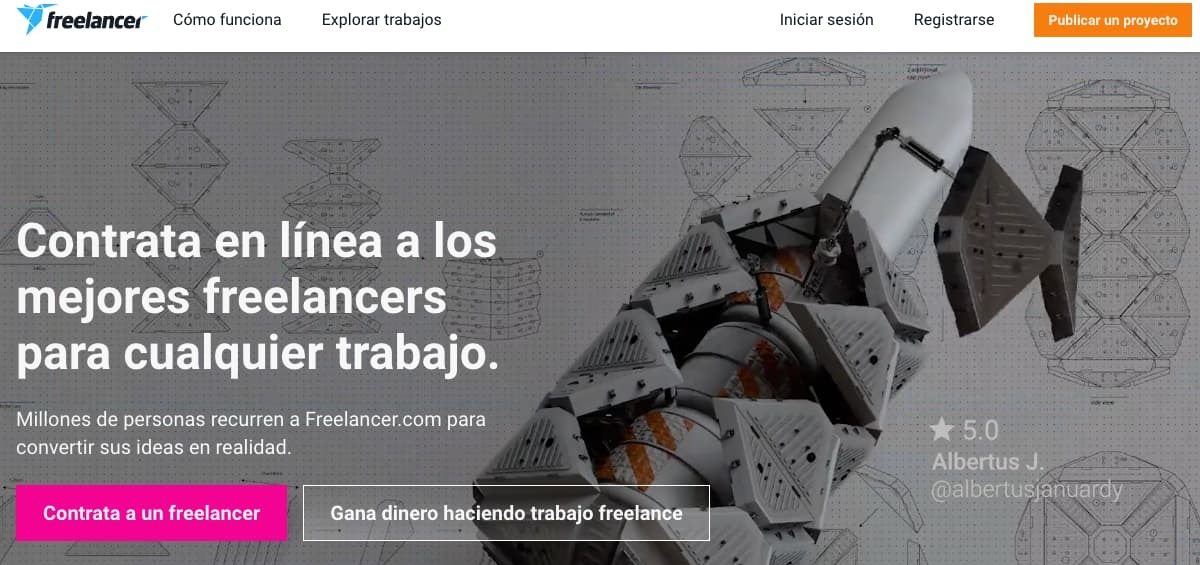 freelancer
Cómo funciona
Explorar trabajos
Iniciar sesión
Registrarse
Publicar un proyecto
Contrata en línea a los
mejores freelancers
para cualquier trabajo.
Millones de personas recurren a Freelancer.com para
convertir sus ideas en realidad.
Contrata a un freelancer
Gana dinero haciendo trabajo freelance
5.0
Albertus J.
@albertusjanuardy
side view